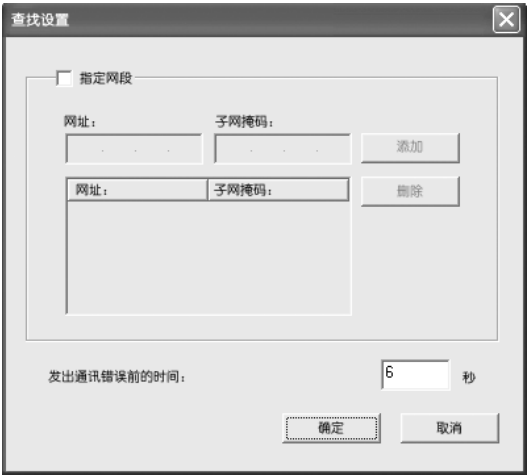 查找设置
指定网段
网址： 子网掩码：
. . . . . . 添加
网址： 子网掩码： 删除
发出通讯错误前的时间： 6 秒
确定 取消